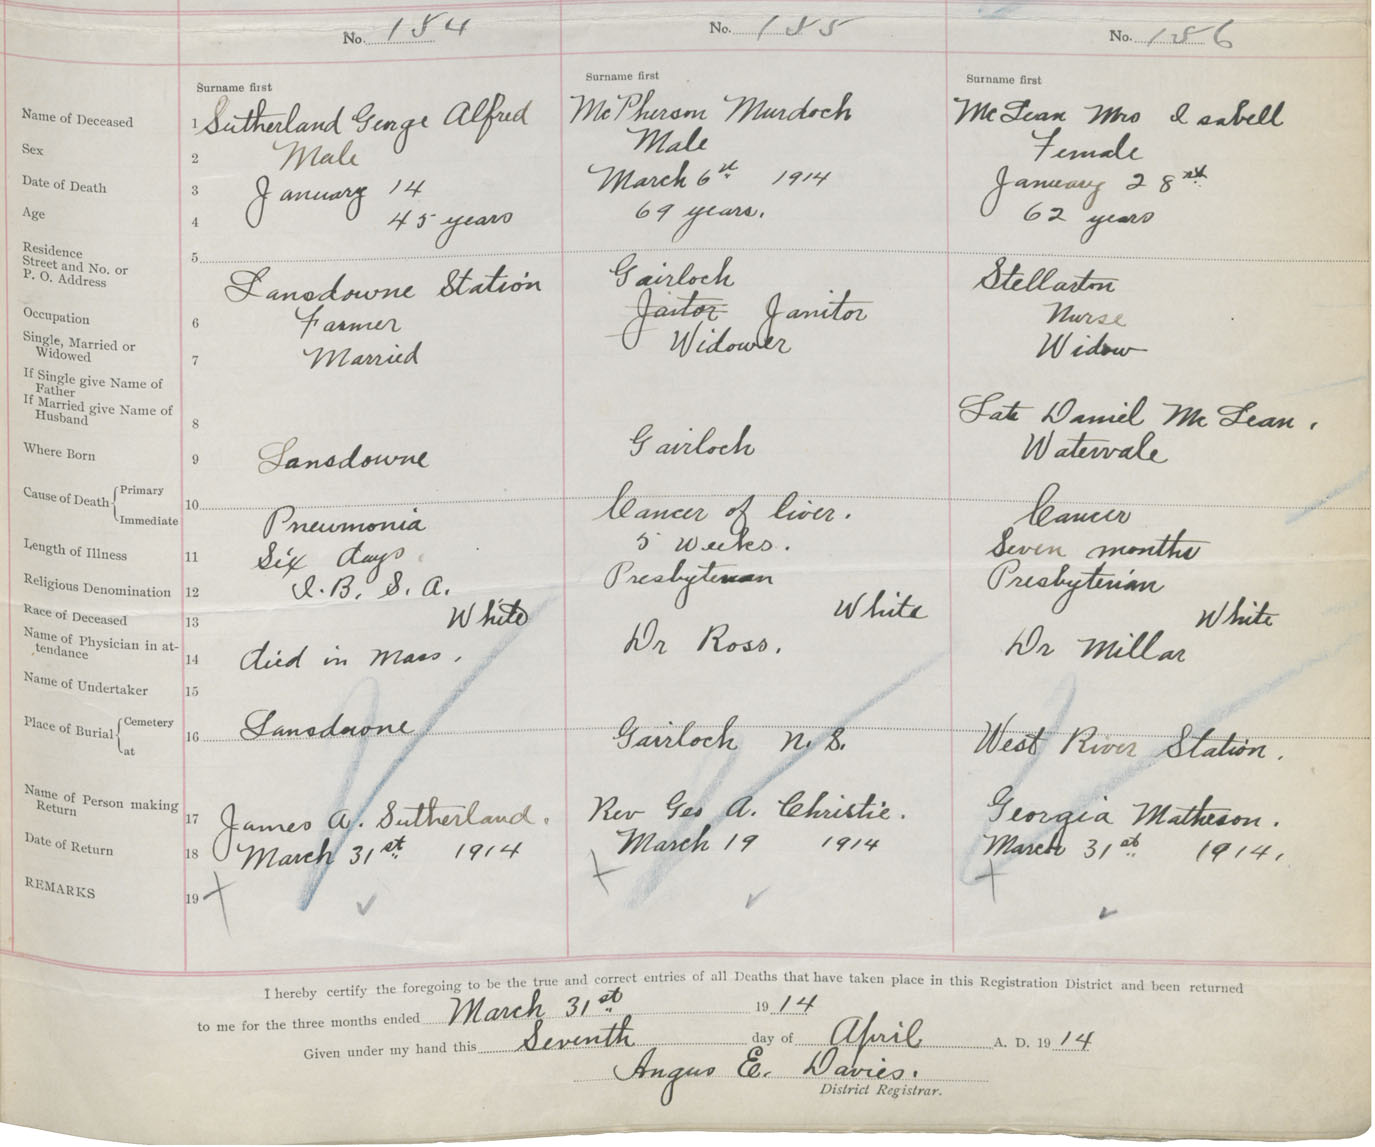 No. 184 No. 185 No. 186
Surname first Surname first Surname first
Name of Deceased 1 Sutherland George Alfred McPherson Murdoch McLean Mrs Isabell
Sex 2 Male Male Female
Date of Death 3 January 14 March 6th 1914 January 28th
Age 4 45 years 69 years. 62 years
Residence
Street and No. or
P. O. Address 5 Lansdowne Station Gairloch Stellarton
Occupation 6 Farmer Jaitor Janitor Nurse
Single, Married or
Widowed 7 Married Widower Widow
If Single give Name of
Father
If Married give Name of
Husband 8 Late Daniel McLean.
Where Born 9 Lansdowne Gairloch Watervale
Cause of Death { Primary
Immediate 10 Pneumonia Cancer of liver. Cancer
Length of Illness 11 Six days 5 weeks. Seven months
Religious Denomination 12 I. B. S. A. Presbyterian Presbyterian
Race of Deceased 13 White White White
Name of Physician in at-
tendance 14 died in Mass. Dr Ross. Dr Millar
Name of Undertaker 15
Place of Burial { Cemetery
at 16 Lansdowne Gairloch N. S. West River Station.
Name of Person making
Return 17 James A. Sutherland. Rev Geo A. Christie. Georgia Matheson.
Date of Return 18 March 31st 1914 March 19 1914 March 31st 1914.
REMARKS 19
I hereby certify the foregoing to be the true and correct entries of all Deaths that have taken place in this Registration District and been returned
to me for the three months ended March 31st 1914
Given under my hand this Seventh day of April A. D. 1914
Angus E. Davies.
District Registrar.